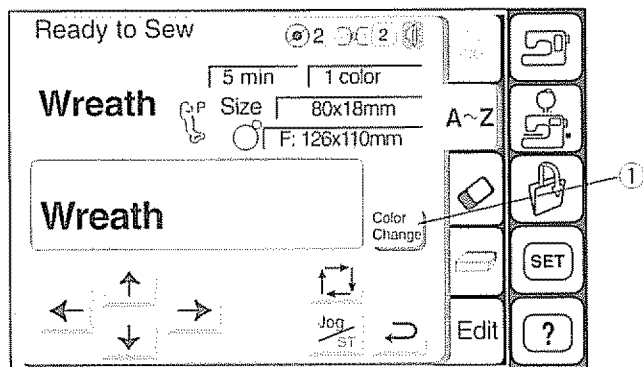 Ready to Sew
2
2
5 min
1 color
Wreath
P
Size
80x18mm
F: 126x110mm
A~Z
Wreath
Color
Change
①
SET
Jog
ST
Edit
?